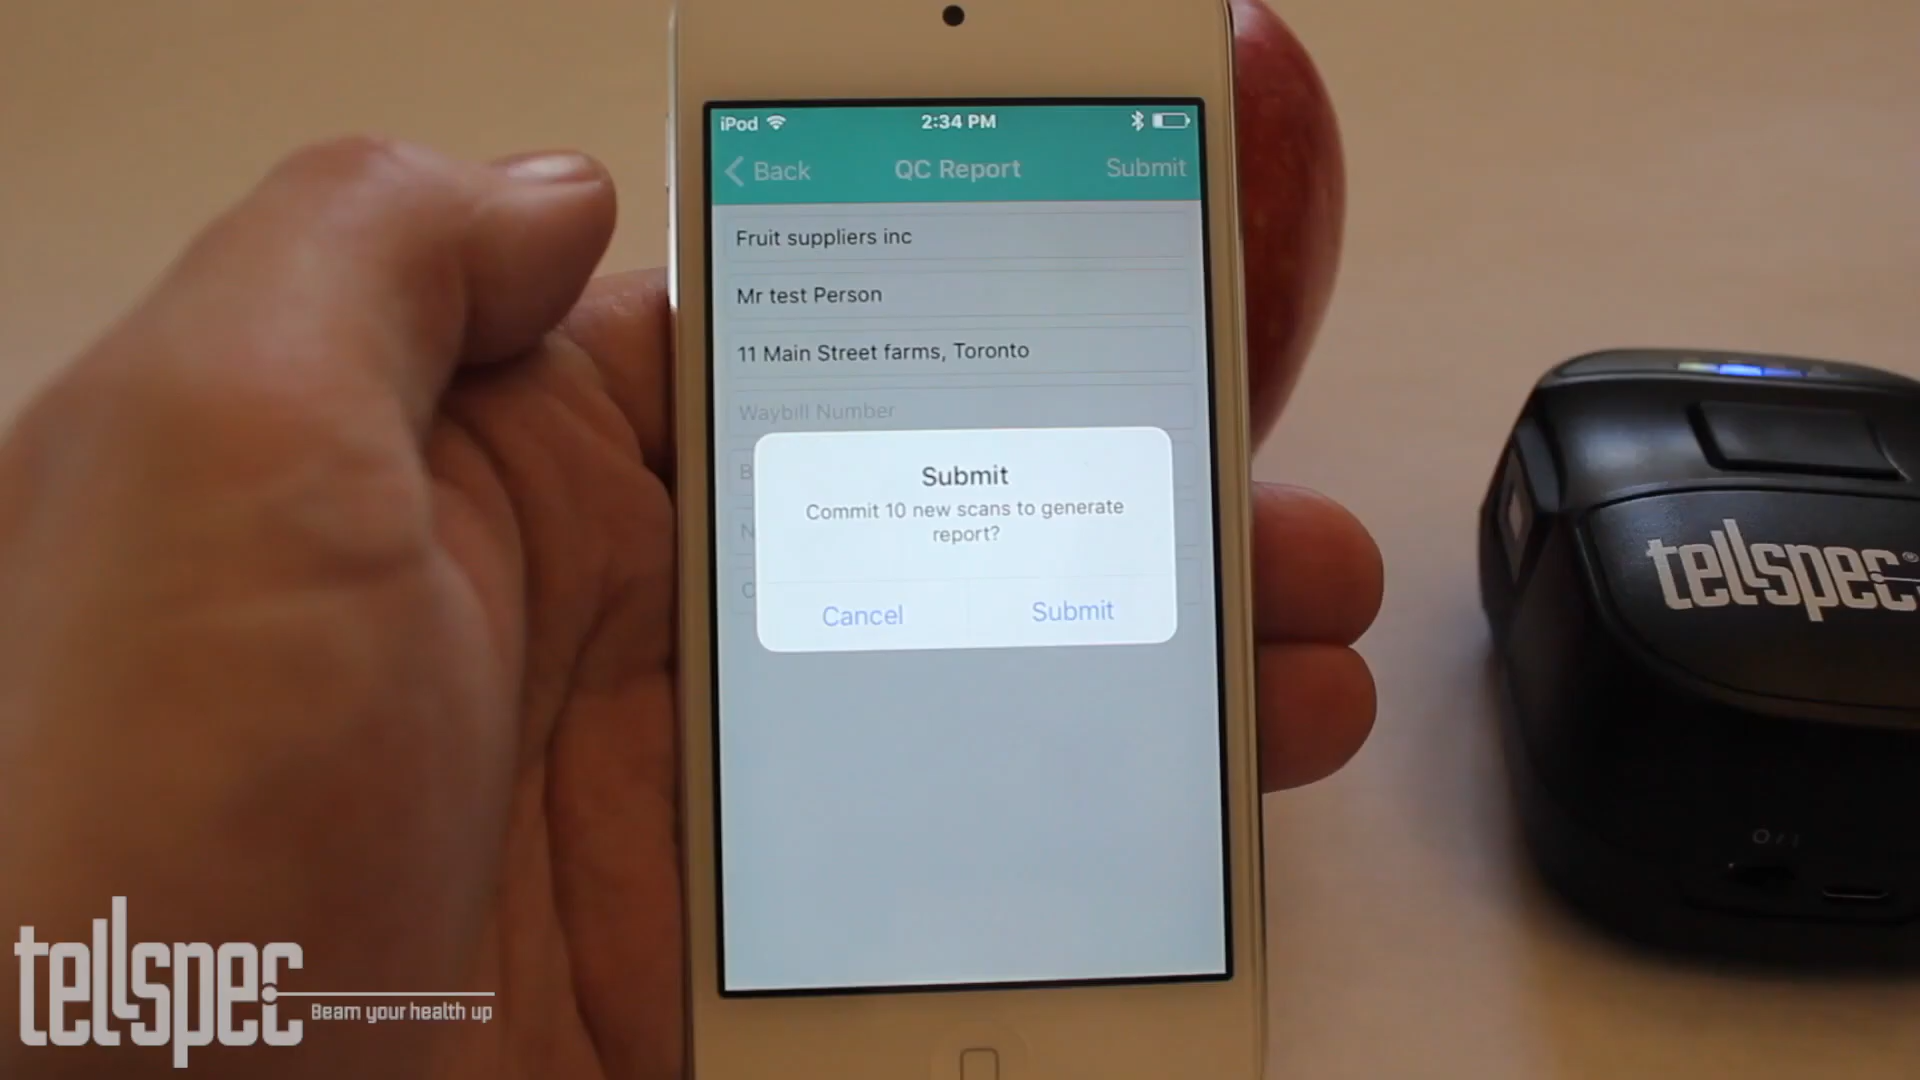 iPod
2:34 PM
Back
QC Report
Submit
Fruit suppliers inc
Mr test Person
11 Main Street farms, Toronto
Waybill Number
B
N
C
Submit
Commit 10 new scans to generate
report?
Cancel
Submit
tellspec®
tellspec
Beam your health up